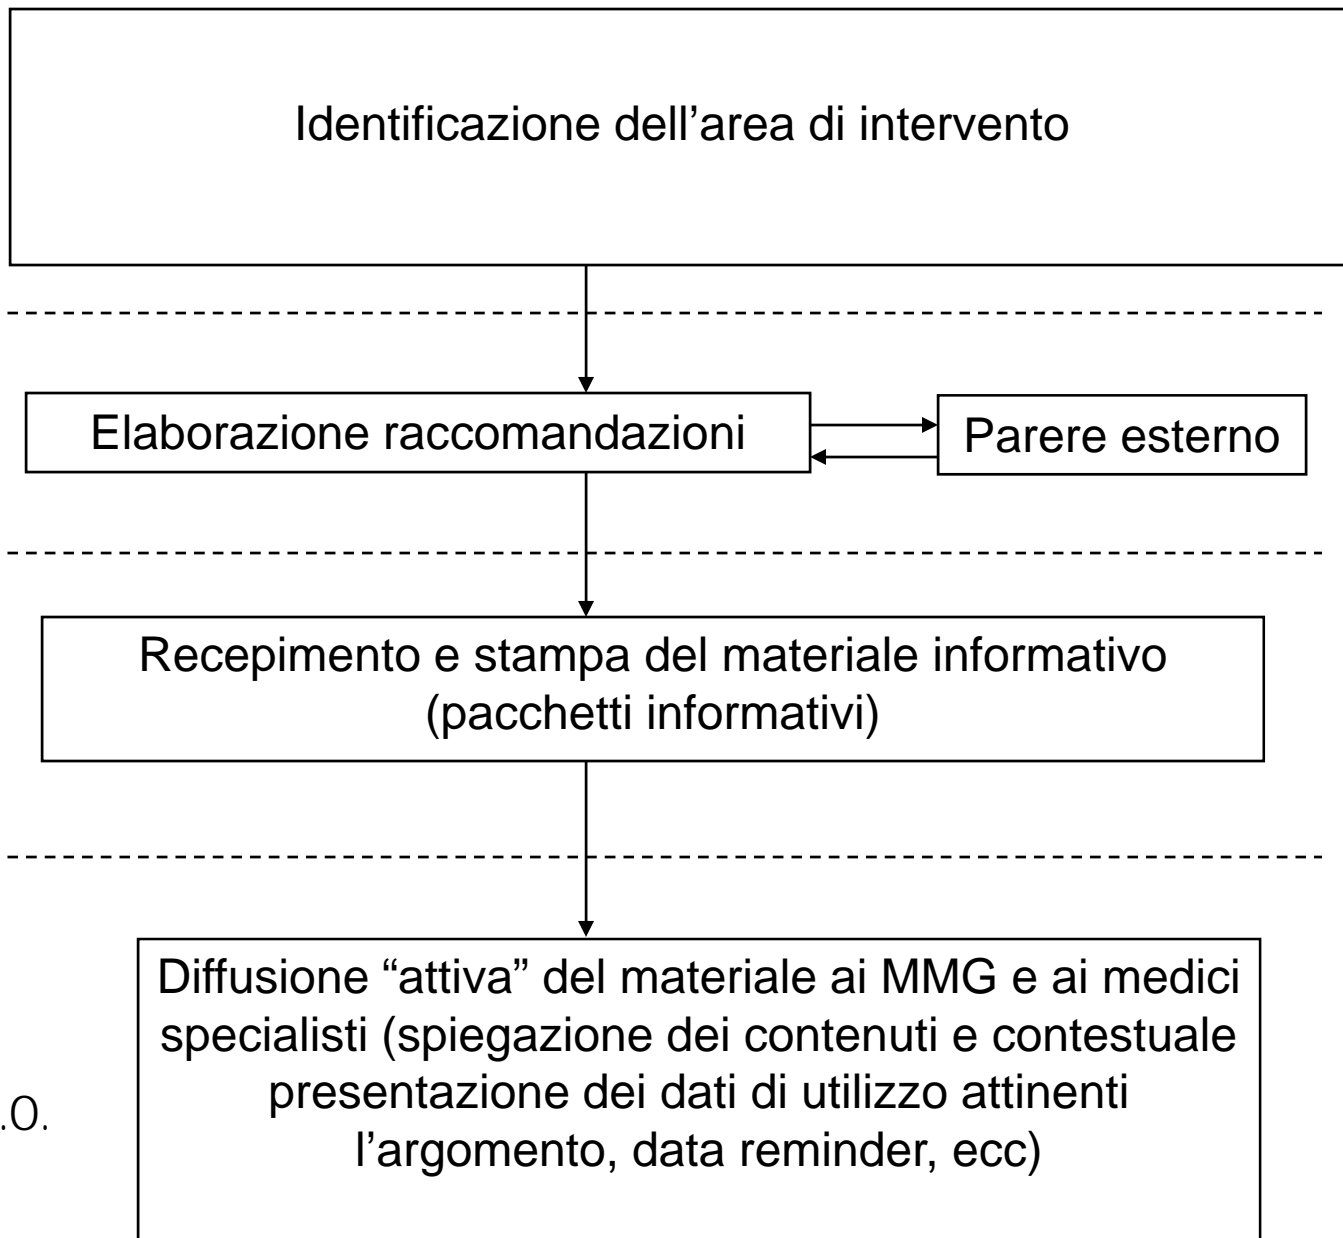 Identificazione dell’area di intervento
Elaborazione raccomandazioni
Parere esterno
Recepimento e stampa del materiale informativo
(pacchetti informativi)
Diffusione “attiva” del materiale ai MMG e ai medici
specialisti (spiegazione dei contenuti e contestuale
presentazione dei dati di utilizzo attinenti
l’argomento, data reminder, ecc)
.O.